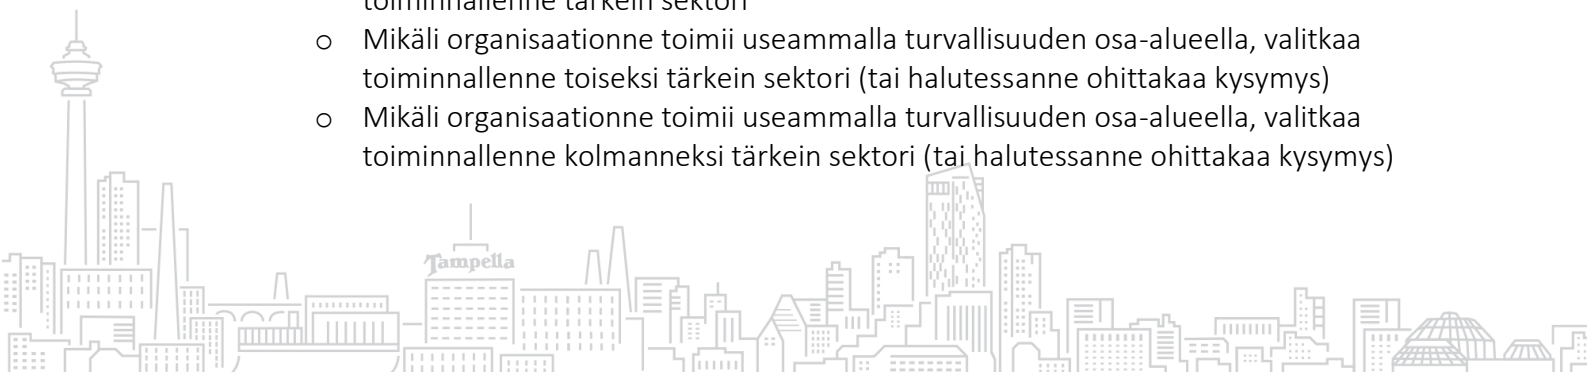 toiminnallenne tärkein sektori
o Mikäli organisaationne toimii useammalla turvallisuuden osa-alueella, valitkaa
toiminnallenne toiseksi tärkein sektori (tai halutessanne ohittakaa kysymys)
o Mikäli organisaationne toimii useammalla turvallisuuden osa-alueella, valitkaa
toiminnallenne kolmanneksi tärkein sektori (tai halutessanne ohittakaa kysymys)
Tampella